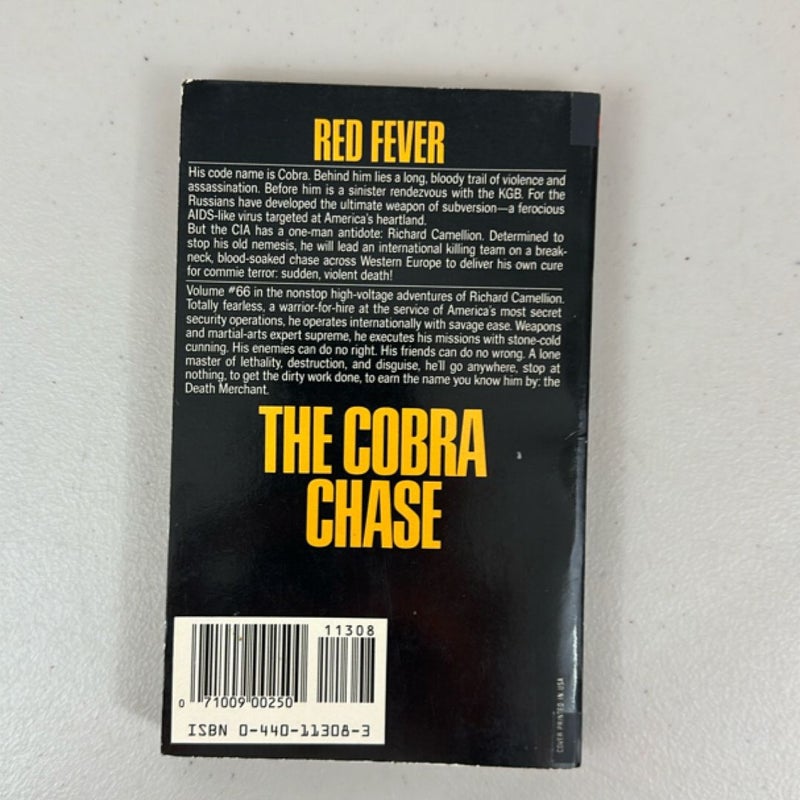 RED FEVER
His code name is Cobra. Behind him lies a long, bloody trail of violence and
assassination. Before him is a sinister rendezvous with the KGB. For the
Russians have developed the ultimate weapon of subversion—a ferocious
AIDS-like virus targeted at America's heartland.
But the CIA has a one-man antidote: Richard Camellion. Determined to
stop his old nemesis, he will lead an international killing team on a break-
neck, blood-soaked chase across Western Europe to deliver his own cure
for commie terror: sudden, violent death!
Volume #66 in the nonstop high-voltage adventures of Richard Camellion.
Totally fearless, a warrior-for-hire at the service of America's most secret
security operations, he operates internationally with savage ease. Weapons
and martial-arts expert supreme, he executes his missions with stone-cold
cunning. His enemies can do no right. His friends can do no wrong. A lone
master of lethality, destruction, and disguise, he'll go anywhere, stop at
nothing, to get the dirty work done, to earn the name you know him by: the
Death Merchant.
THE COBRA
CHASE
11308
0 71009 00250
ISBN 0-440-11308-3
COVER PRINTED IN USA